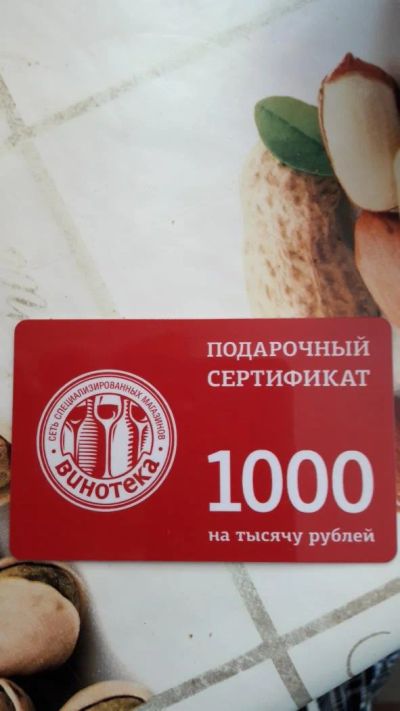 ПОДАРОЧНЫЙ
СЕРТИФИКАТ
СЕТЬ СПЕЦИАЛИЗИРОВАННЫХ МАГАЗИНОВ
ВИНОТЕКА
1000
на тысячу рублей